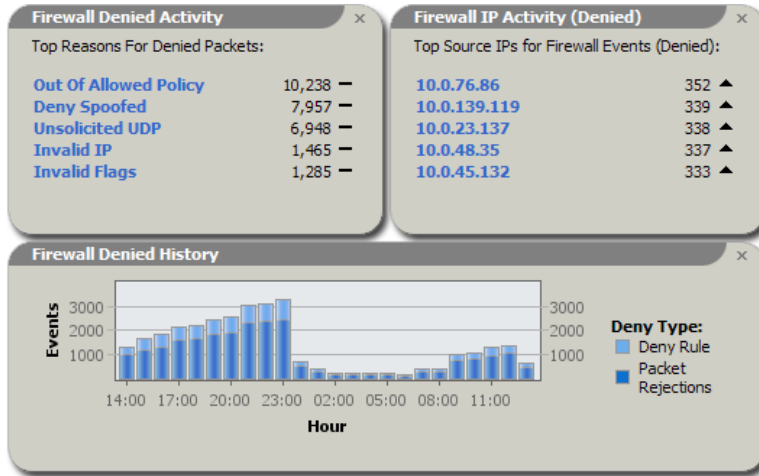 Firewall Denied Activity ×
Top Reasons For Denied Packets:
Out Of Allowed Policy 10,238
Deny Spoofed 7,957
Unsolicited UDP 6,948
Invalid IP 1,465
Invalid Flags 1,285
Firewall IP Activity (Denied) ×
Top Source IPs for Firewall Events (Denied):
10.0.76.86 352
10.0.139.119 339
10.0.23.137 338
10.0.48.35 337
10.0.45.132 333
Firewall Denied History ×
Events
3000
2000
1000
3000
2000
1000
14:00 17:00 20:00 23:00 02:00 05:00 08:00 11:00
Hour
Deny Type:
Deny Rule
Packet
Rejections